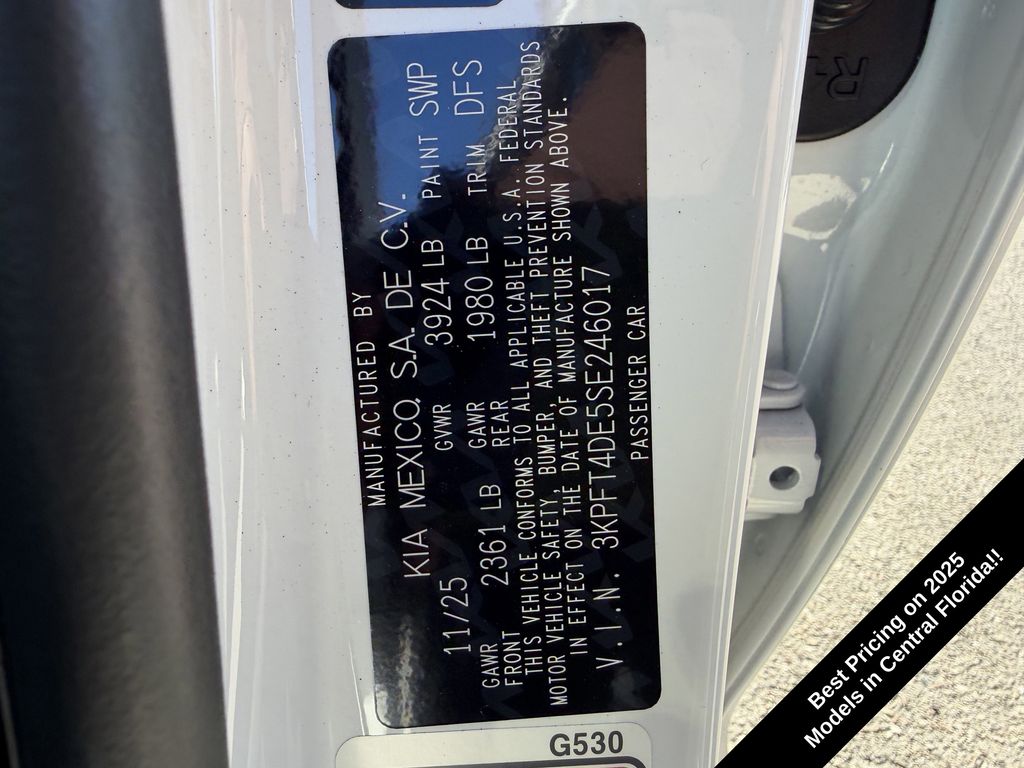 MANUFACTURED BY
KIA MEXICO, S.A. DE C.V.
11/25 GVWR 3924 LB PAINT SWP
GAWR FRONT 2361 LB GAWR REAR 1980 LB TRIM DFS
THIS VEHICLE CONFORMS TO ALL APPLICABLE U.S.A. FEDERAL
MOTOR VEHICLE SAFETY, BUMPER, AND THEFT PREVENTION STANDARDS
IN EFFECT ON THE DATE OF MANUFACTURE SHOWN ABOVE.
V.I.N. 3KPFT4DE5SE246017
PASSENGER CAR
G530
R
Best Pricing on 2025
Models in Central Florida!!